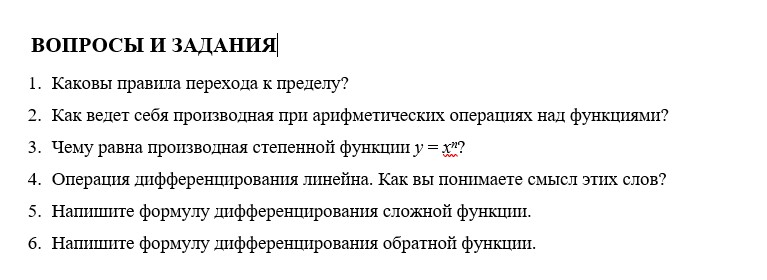 ВОПРОСЫ И ЗАДАНИЯ
1. Каковы правила перехода к пределу?
2. Как ведет себя производная при арифметических операциях над функциями?
3. Чему равна производная степенной функции y = xⁿ?
4. Операция дифференцирования линейна. Как вы понимаете смысл этих слов?
5. Напишите формулу дифференцирования сложной функции.
6. Напишите формулу дифференцирования обратной функции.